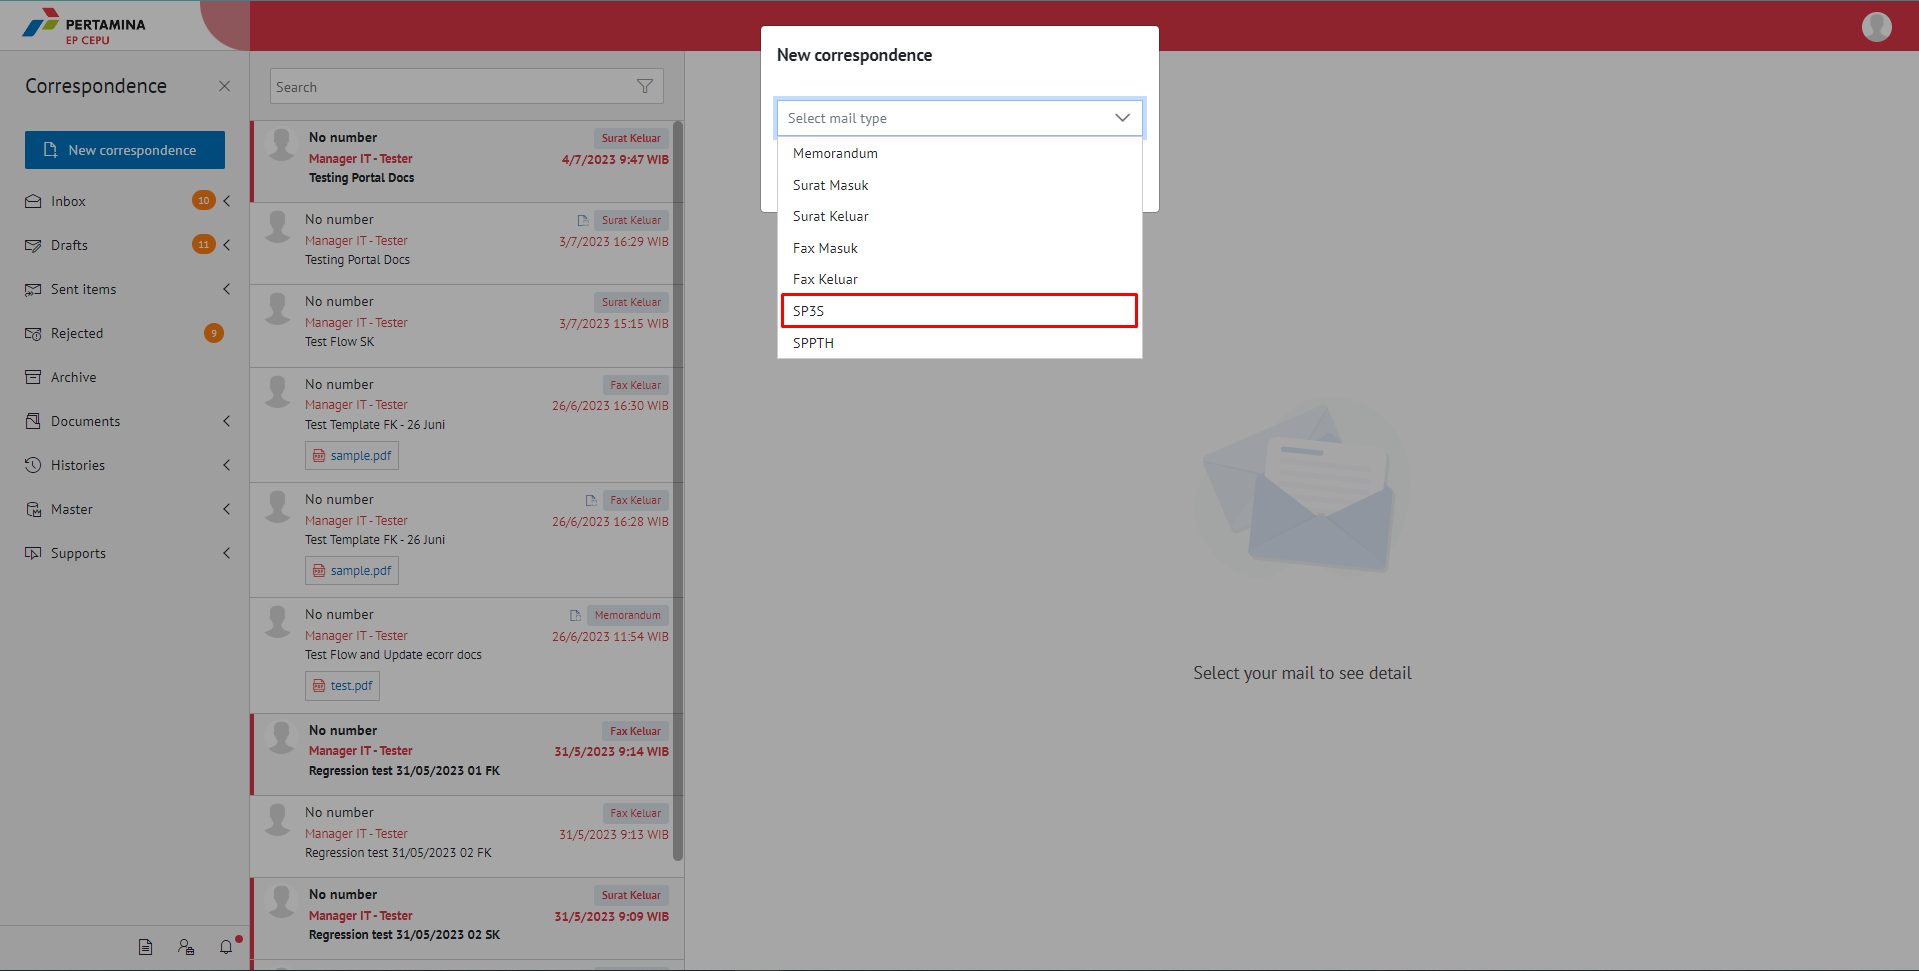 PERTAMINA
EP CEPU
Correspondence
New correspondence
Inbox 10
Drafts 11
Sent items
Rejected 9
Archive
Documents
Histories
Master
Supports
Search
No number Surat Keluar
Manager IT - Tester 4/7/2023 9:47 WIB
Testing Portal Docs
No number Surat Keluar
Manager IT - Tester 3/7/2023 16:29 WIB
Testing Portal Docs
No number Surat Keluar
Manager IT - Tester 3/7/2023 15:15 WIB
Test Flow SK
No number Fax Keluar
Manager IT - Tester 26/6/2023 16:30 WIB
Test Template FK - 26 Juni
sample.pdf
No number Fax Keluar
Manager IT - Tester 26/6/2023 16:28 WIB
Test Template FK - 26 Juni
sample.pdf
No number Memorandum
Manager IT - Tester 26/6/2023 11:54 WIB
Test Flow and Update ecorr docs
test.pdf
No number Fax Keluar
Manager IT - Tester 31/5/2023 9:14 WIB
Regression test 31/05/2023 01 FK
No number Fax Keluar
Manager IT - Tester 31/5/2023 9:13 WIB
Regression test 31/05/2023 02 FK
No number Surat Keluar
Manager IT - Tester 31/5/2023 9:09 WIB
Regression test 31/05/2023 02 SK
New correspondence
Select mail type
Memorandum
Surat Masuk
Surat Keluar
Fax Masuk
Fax Keluar
SP3S
SPPTH
Select your mail to see detail